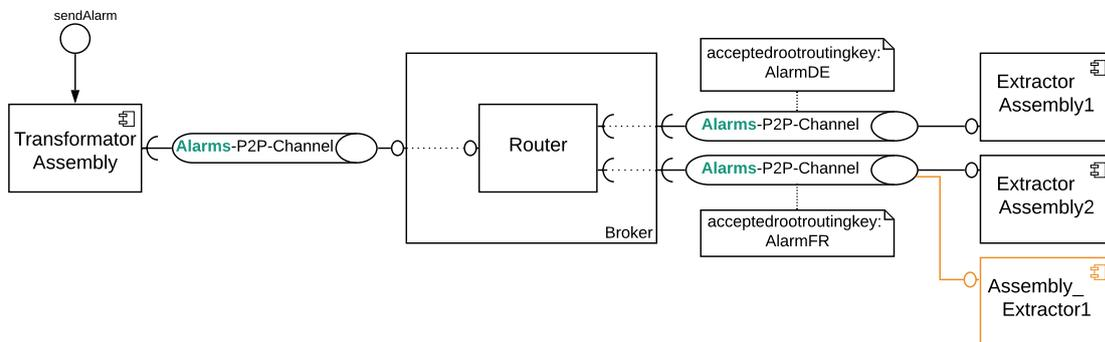 sendAlarm
Transformator
Assembly
Alarms-P2P-Channel
Router
Broker
acceptedrootroutingkey:
AlarmDE
Alarms-P2P-Channel
Alarms-P2P-Channel
acceptedrootroutingkey:
AlarmFR
Extractor
Assembly1
Extractor
Assembly2
Assembly_
Extractor1